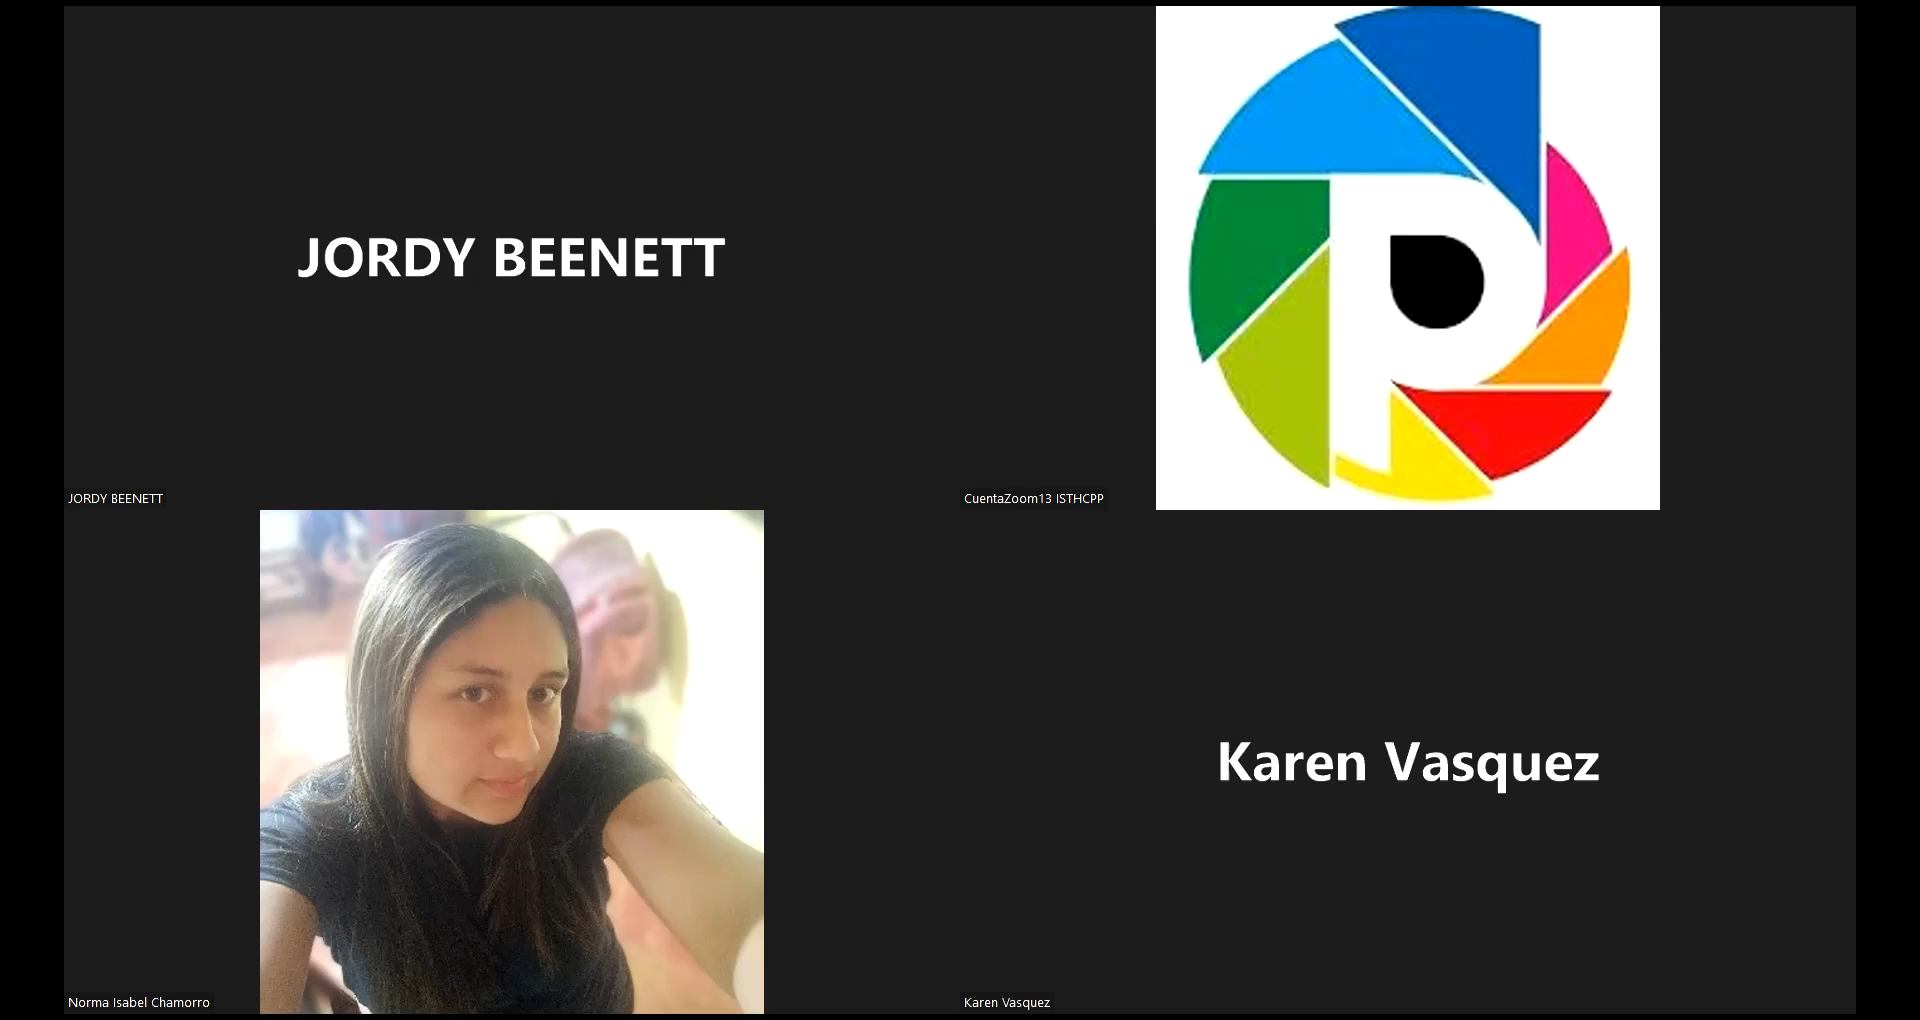 JORDY BEENETT
JORDY BEENETT
CuentaZoom13 ISTHCPP
Karen Vasquez
Norma Isabel Chamorro
Karen Vasquez